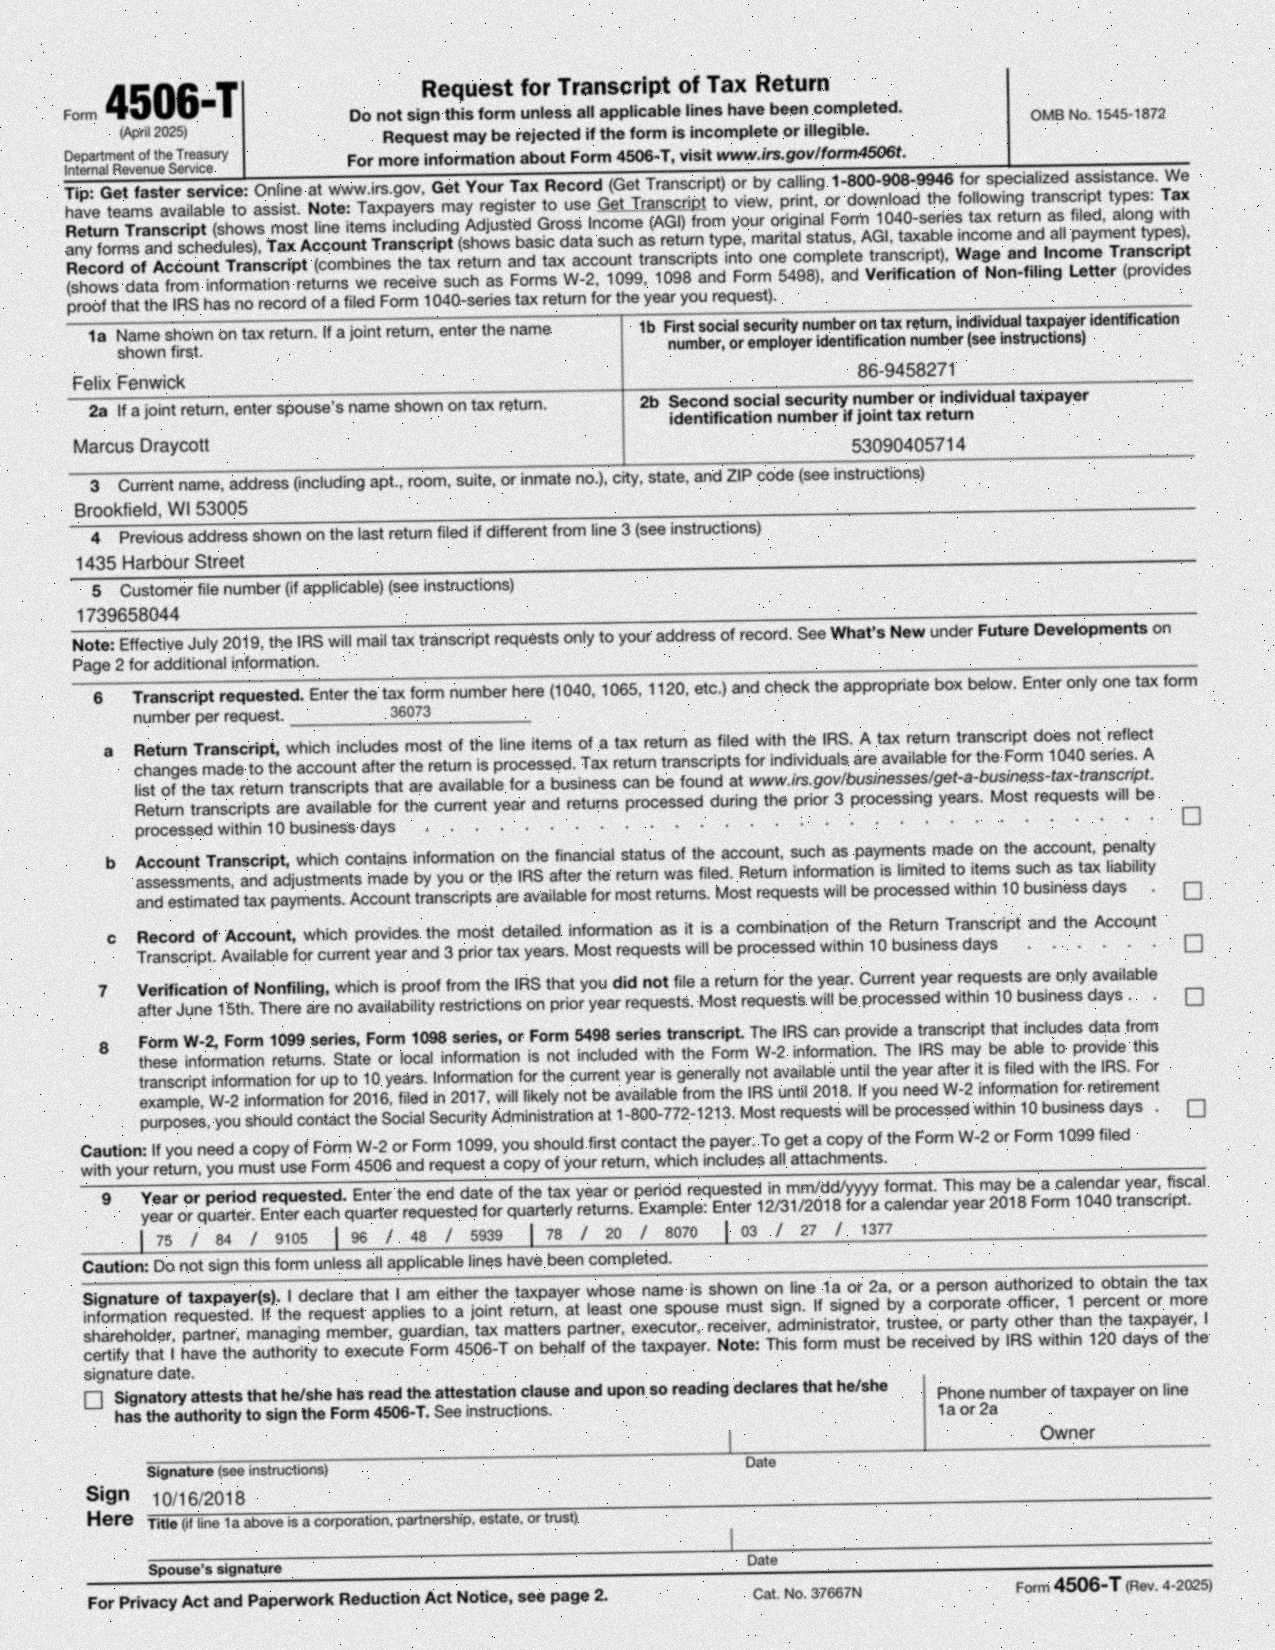 Form 4506-T
(April 2025)
Department of the Treasury
Internal Revenue Service
Request for Transcript of Tax Return
Do not sign this form unless all applicable lines have been completed.
Request may be rejected if the form is incomplete or illegible.
For more information about Form 4506-T, visit www.irs.gov/form4506t.
OMB No. 1545-1872
Tip: Get faster service: Online at www.irs.gov, Get Your Tax Record (Get Transcript) or by calling 1-800-908-9946 for specialized assistance. We
have teams available to assist. Note: Taxpayers may register to use Get Transcript to view, print, or download the following transcript types: Tax
Return Transcript (shows most line items including Adjusted Gross Income (AGI) from your original Form 1040-series tax return as filed, along with
any forms and schedules), Tax Account Transcript (shows basic data such as return type, marital status, AGI, taxable income and all payment types),
Record of Account Transcript (combines the tax return and tax account transcripts into one complete transcript), Wage and Income Transcript
(shows data from information returns we receive such as Forms W-2, 1099, 1098 and Form 5498), and Verification of Non-filing Letter (provides
proof that the IRS has no record of a filed Form 1040-series tax return for the year you request).
1a Name shown on tax return. If a joint return, enter the name
shown first.
Felix Fenwick
1b First social security number on tax return, individual taxpayer identification
number, or employer identification number (see instructions)
86-9458271
2a If a joint return, enter spouse's name shown on tax return.
Marcus Draycott
2b Second social security number or individual taxpayer
identification number if joint tax return
53090405714
3 Current name, address (including apt., room, suite, or inmate no.), city, state, and ZIP code (see instructions)
Brookfield, WI 53005
4 Previous address shown on the last return filed if different from line 3 (see instructions)
1435 Harbour Street
5 Customer file number (if applicable) (see instructions)
1739658044
Note: Effective July 2019, the IRS will mail tax transcript requests only to your address of record. See What's New under Future Developments on
Page 2 for additional information.
6 Transcript requested. Enter the tax form number here (1040, 1065, 1120, etc.) and check the appropriate box below. Enter only one tax form
number per request. 36073
a Return Transcript, which includes most of the line items of a tax return as filed with the IRS. A tax return transcript does not reflect
changes made to the account after the return is processed. Tax return transcripts for individuals are available for the Form 1040 series. A
list of the tax return transcripts that are available for a business can be found at www.irs.gov/businesses/get-a-business-tax-transcript.
Return transcripts are available for the current year and returns processed during the prior 3 processing years. Most requests will be
processed within 10 business days
b Account Transcript, which contains information on the financial status of the account, such as payments made on the account, penalty
assessments, and adjustments made by you or the IRS after the return was filed. Return information is limited to items such as tax liability
and estimated tax payments. Account transcripts are available for most returns. Most requests will be processed within 10 business days
c Record of Account, which provides the most detailed information as it is a combination of the Return Transcript and the Account
Transcript. Available for current year and 3 prior tax years. Most requests will be processed within 10 business days
7 Verification of Nonfiling, which is proof from the IRS that you did not file a return for the year. Current year requests are only available
after June 15th. There are no availability restrictions on prior year requests. Most requests will be processed within 10 business days
8 Form W-2, Form 1099 series, Form 1098 series, or Form 5498 series transcript. The IRS can provide a transcript that includes data from
these information returns. State or local information is not included with the Form W-2 information. The IRS may be able to provide this
transcript information for up to 10 years. Information for the current year is generally not available until the year after it is filed with the IRS. For
example, W-2 information for 2016, filed in 2017, will likely not be available from the IRS until 2018. If you need W-2 information for retirement
purposes, you should contact the Social Security Administration at 1-800-772-1213. Most requests will be processed within 10 business days
Caution: If you need a copy of Form W-2 or Form 1099, you should first contact the payer. To get a copy of the Form W-2 or Form 1099 filed
with your return, you must use Form 4506 and request a copy of your return, which includes all attachments.
9 Year or period requested. Enter the end date of the tax year or period requested in mm/dd/yyyy format. This may be a calendar year, fiscal
year or quarter. Enter each quarter requested for quarterly returns. Example: Enter 12/31/2018 for a calendar year 2018 Form 1040 transcript.
75 / 84 / 9105 96 / 48 / 5939 78 / 20 / 8070 03 / 27 / 1377
Caution: Do not sign this form unless all applicable lines have been completed.
Signature of taxpayer(s). I declare that I am either the taxpayer whose name is shown on line 1a or 2a, or a person authorized to obtain the tax
information requested. If the request applies to a joint return, at least one spouse must sign. If signed by a corporate officer, 1 percent or more
shareholder, partner, managing member, guardian, tax matters partner, executor, receiver, administrator, trustee, or party other than the taxpayer, I
certify that I have the authority to execute Form 4506-T on behalf of the taxpayer. Note: This form must be received by IRS within 120 days of the
signature date.
Signatory attests that he/she has read the attestation clause and upon so reading declares that he/she
has the authority to sign the Form 4506-T. See instructions.
Phone number of taxpayer on line
1a or 2a
Owner
Signature (see instructions)
Date
Sign
Here
10/16/2018
Title (if line 1a above is a corporation, partnership, estate, or trust)
Spouse's signature
Date
For Privacy Act and Paperwork Reduction Act Notice, see page 2.
Cat. No. 37667N
Form 4506-T (Rev. 4-2025)